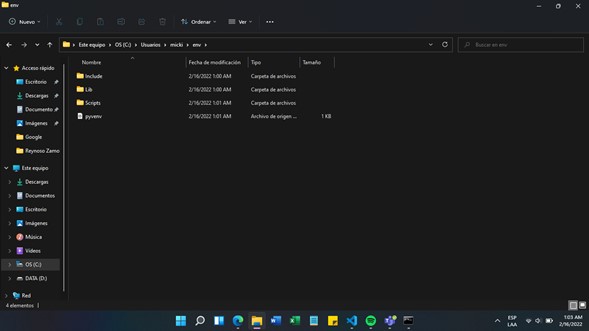 env
Nuevo
Ordenar
Ver
Este equipo > OS (C:) > Usuarios > micki > env >
Buscar en env
Nombre Fecha de modificación Tipo Tamaño
Include 2/16/2022 1:00 AM Carpeta de archivos
Lib 2/16/2022 1:00 AM Carpeta de archivos
Scripts 2/16/2022 1:01 AM Carpeta de archivos
pyvenv 2/16/2022 1:01 AM Archivo de origen ... 1 KB
Acceso rápido
Escritorio
Descargas
Documento
Imágenes
Google
Reynoso Zamo
Este equipo
Descargas
Documentos
Escritorio
Imágenes
Música
Vídeos
OS (C:)
DATA (D:)
Red
4 elementos
ESP
LAA
1:03 AM
2/16/2022